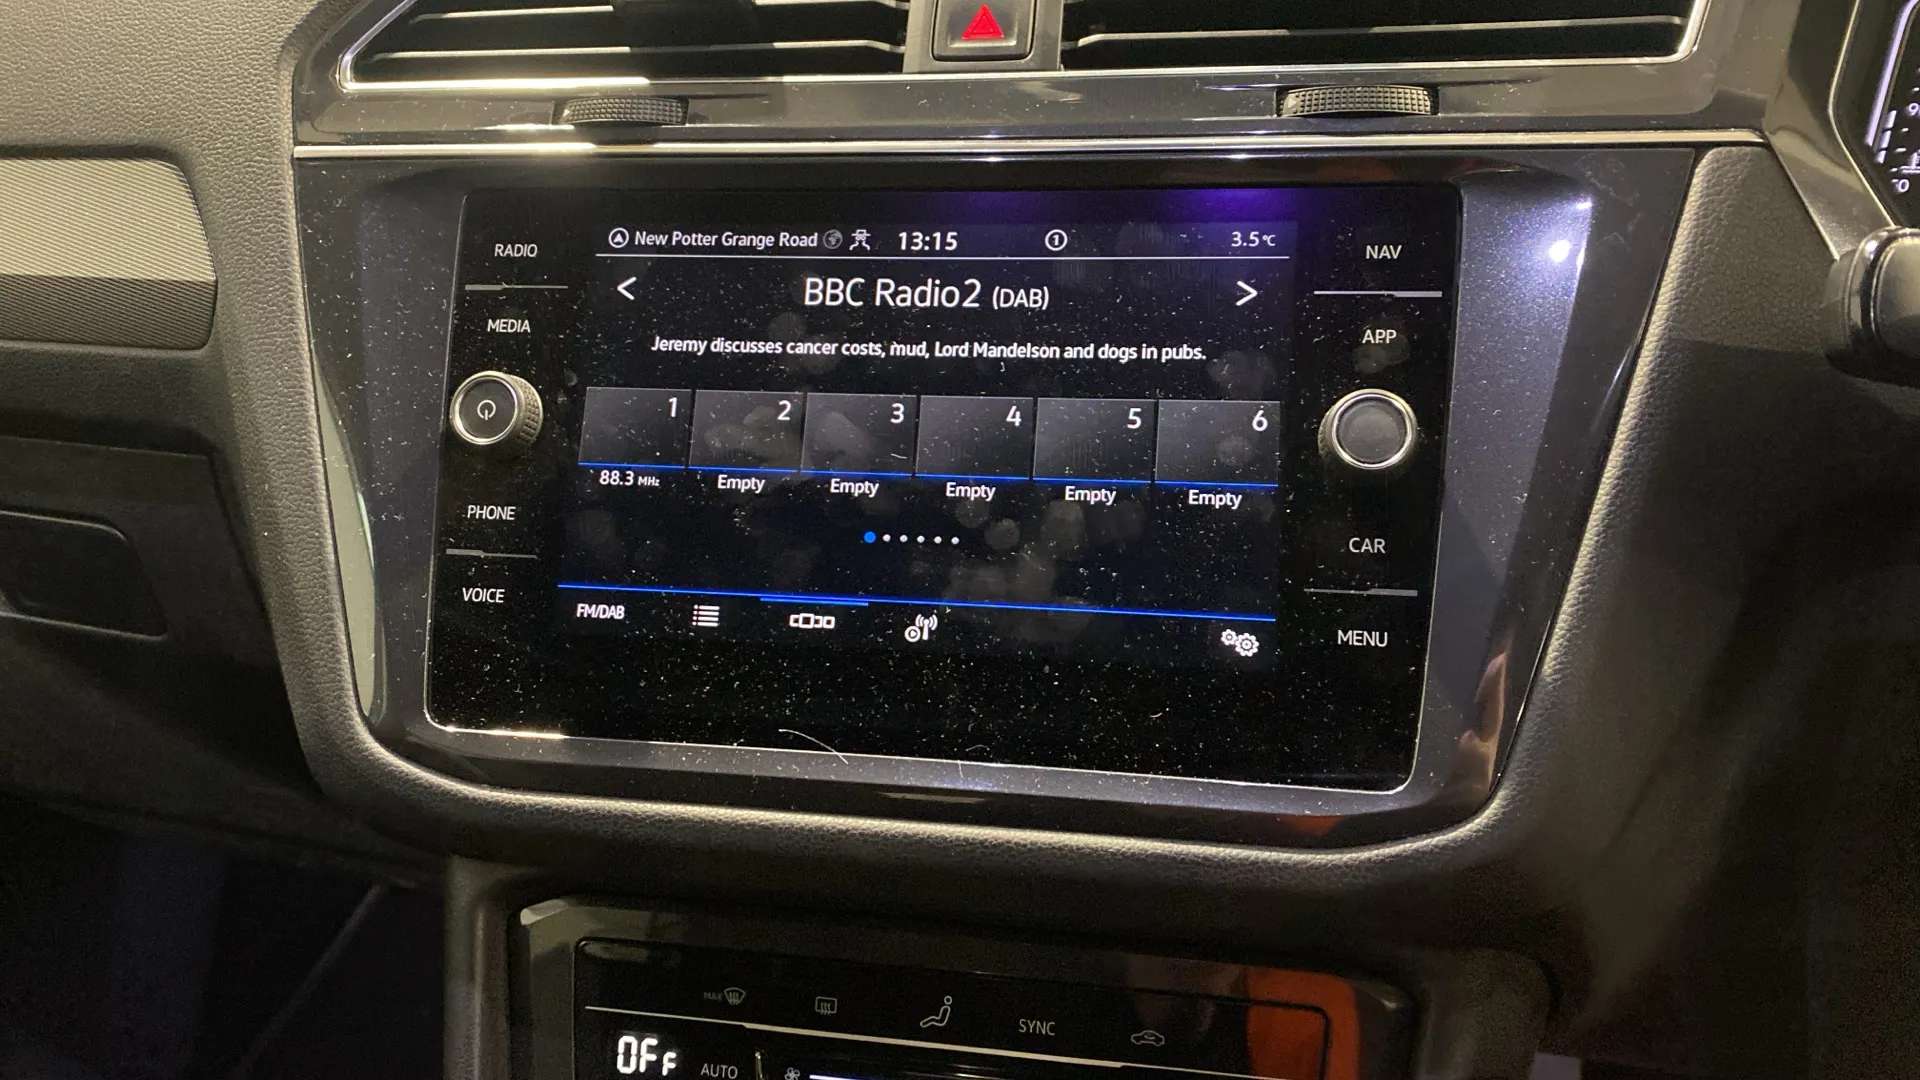 New Potter Grange Road 13:15 1 3.5°C
RADIO
NAV
< BBC Radio2 (DAB) >
MEDIA
APP
Jeremy discusses cancer costs, mud, Lord Mandelson and dogs in pubs.
1 2 3 4 5 6
88.3 MHz Empty Empty Empty Empty Empty
PHONE
CAR
VOICE
FM/DAB
MENU
MAX
SYNC
OFF AUTO